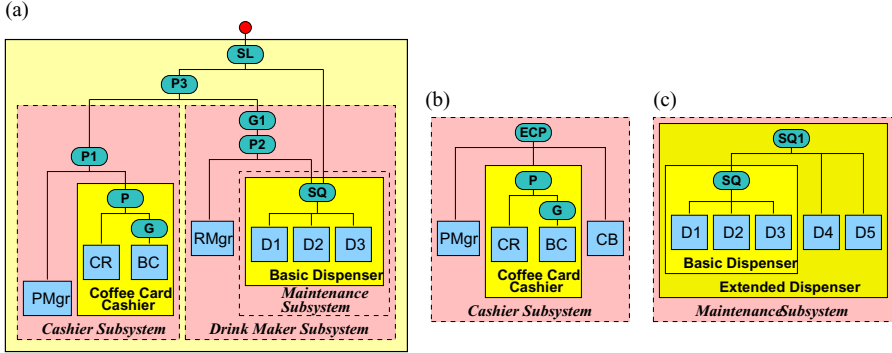 (a)
SL
P3
G1
P1
P2
P
SQ
G
RMgr
D1 D2 D3
CR BC
Basic Dispenser
PMgr
Coffee Card
Cashier
Maintenance
Subsystem
Cashier Subsystem
Drink Maker Subsystem
(b)
ECP
P
G
PMgr
CR BC
CB
Coffee Card
Cashier
Cashier Subsystem
(c)
SQ1
SQ
D1 D2 D3 D4 D5
Basic Dispenser
Extended Dispenser
MaintenanceSubsystem